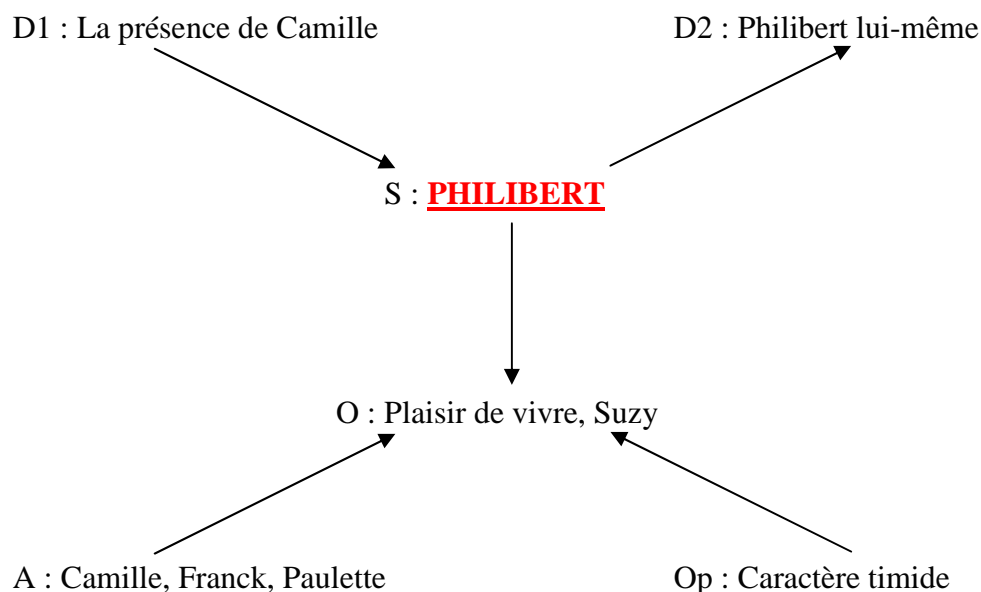 D1 : La présence de Camille
D2 : Philibert lui-même
S : PHILIBERT
O : Plaisir de vivre, Suzy
A : Camille, Franck, Paulette
Op : Caractère timide